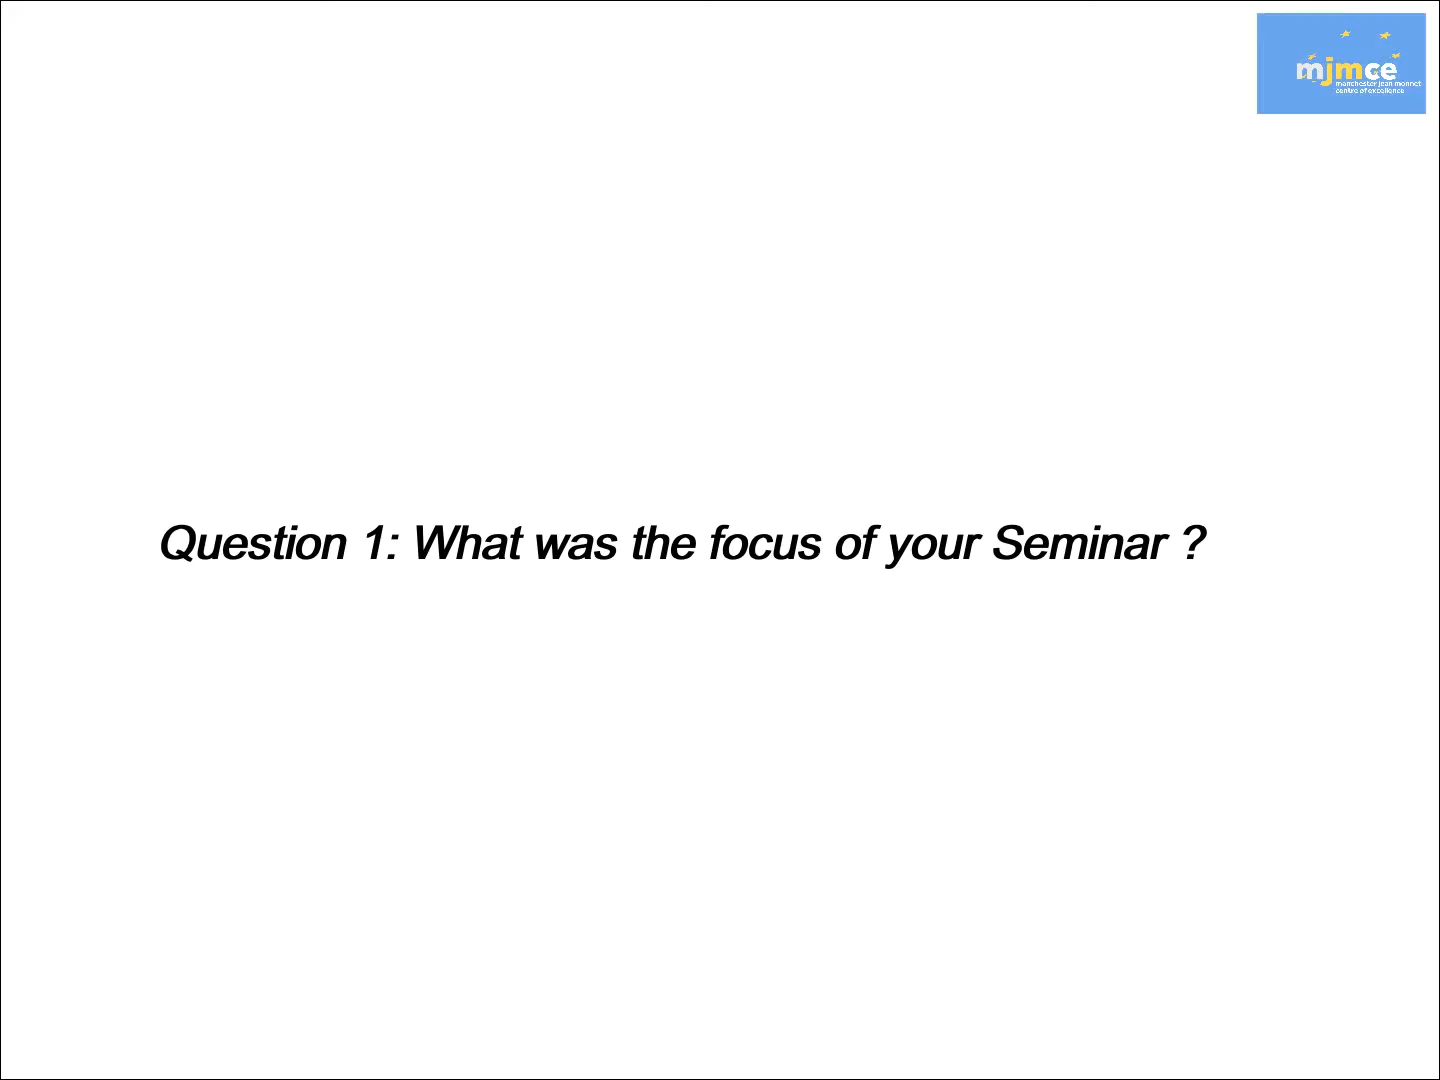 mjmce
manchester jean monnet
centre of excellence
Question 1: What was the focus of your Seminar ?